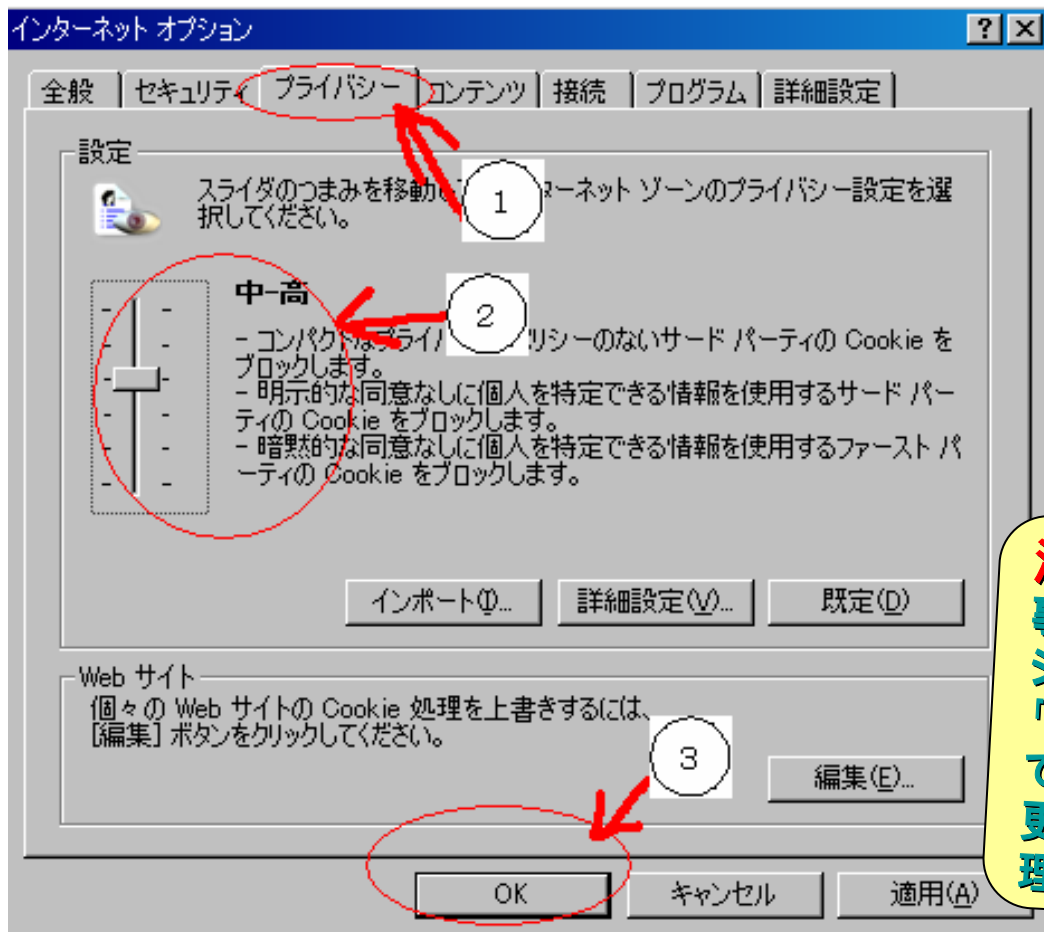 インターネット オプション
全般 セキュリティ プライバシー コンテンツ 接続 プログラム 詳細設定
設定
スライダのつまみを移動 ーネット ゾーンのプライバシー設定を選
択してください。
1
中-高
2
- コンパクトなプライ リシーのないサード パーティの Cookie を
ブロックします。
- 明示的な同意なしに個人を特定できる情報を使用するサード パー
ティの Cookie をブロックします。
- 暗黙的な同意なしに個人を特定できる情報を使用するファースト パ
ーティの Cookie をブロックします。
インポート(I)... 詳細設定(V)... 既定(D)
Web サイト
個々の Web サイトの Cookie 処理を上書きするには、
[編集] ボタンをクリックしてください。
3
編集(E)...
OK キャンセル 適用(A)